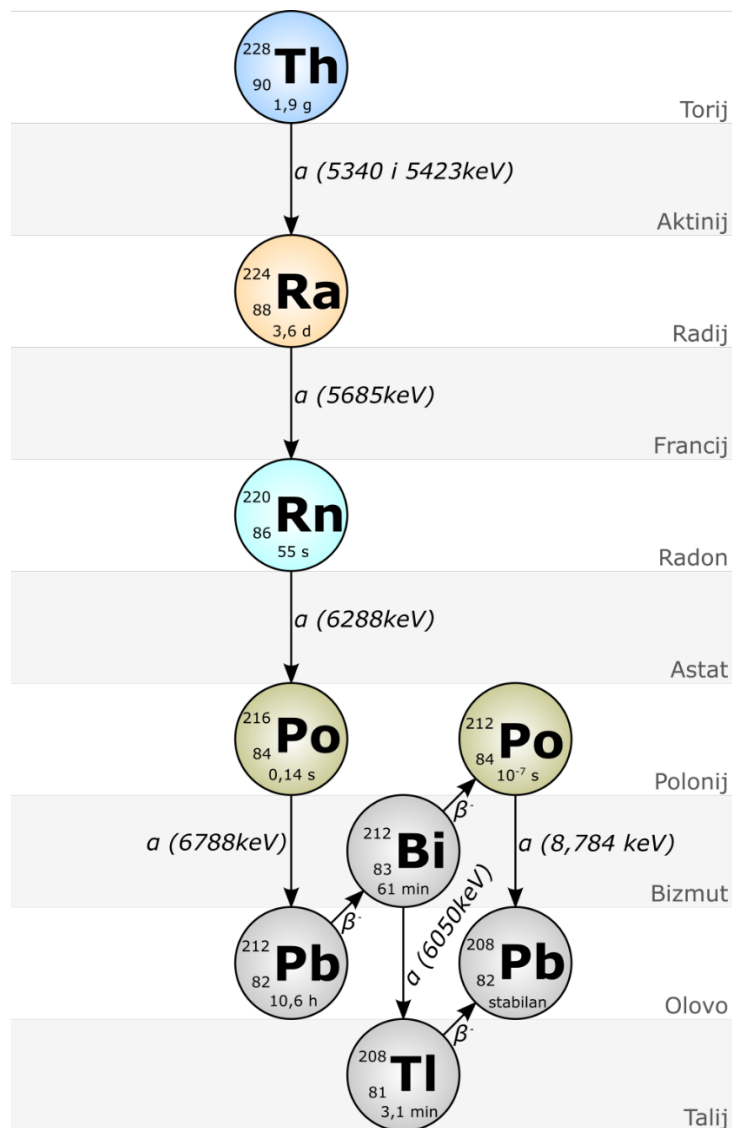 228
90
Th
1,9 g
Torij
α (5340 i 5423keV)
Aktinij
224
88
Ra
3,6 d
Radij
α (5685keV)
Francij
220
86
Rn
55 s
Radon
α (6288keV)
Astat
216
84
Po
0,14 s
212
84
Po
10⁻⁷ s
Polonij
β⁻
α (6788keV)
212
83
Bi
61 min
α (8,784 keV)
Bizmut
β⁻
α (6050keV)
212
82
Pb
10,6 h
208
82
Pb
stabilan
Olovo
β⁻
208
81
Tl
3,1 min
Talij